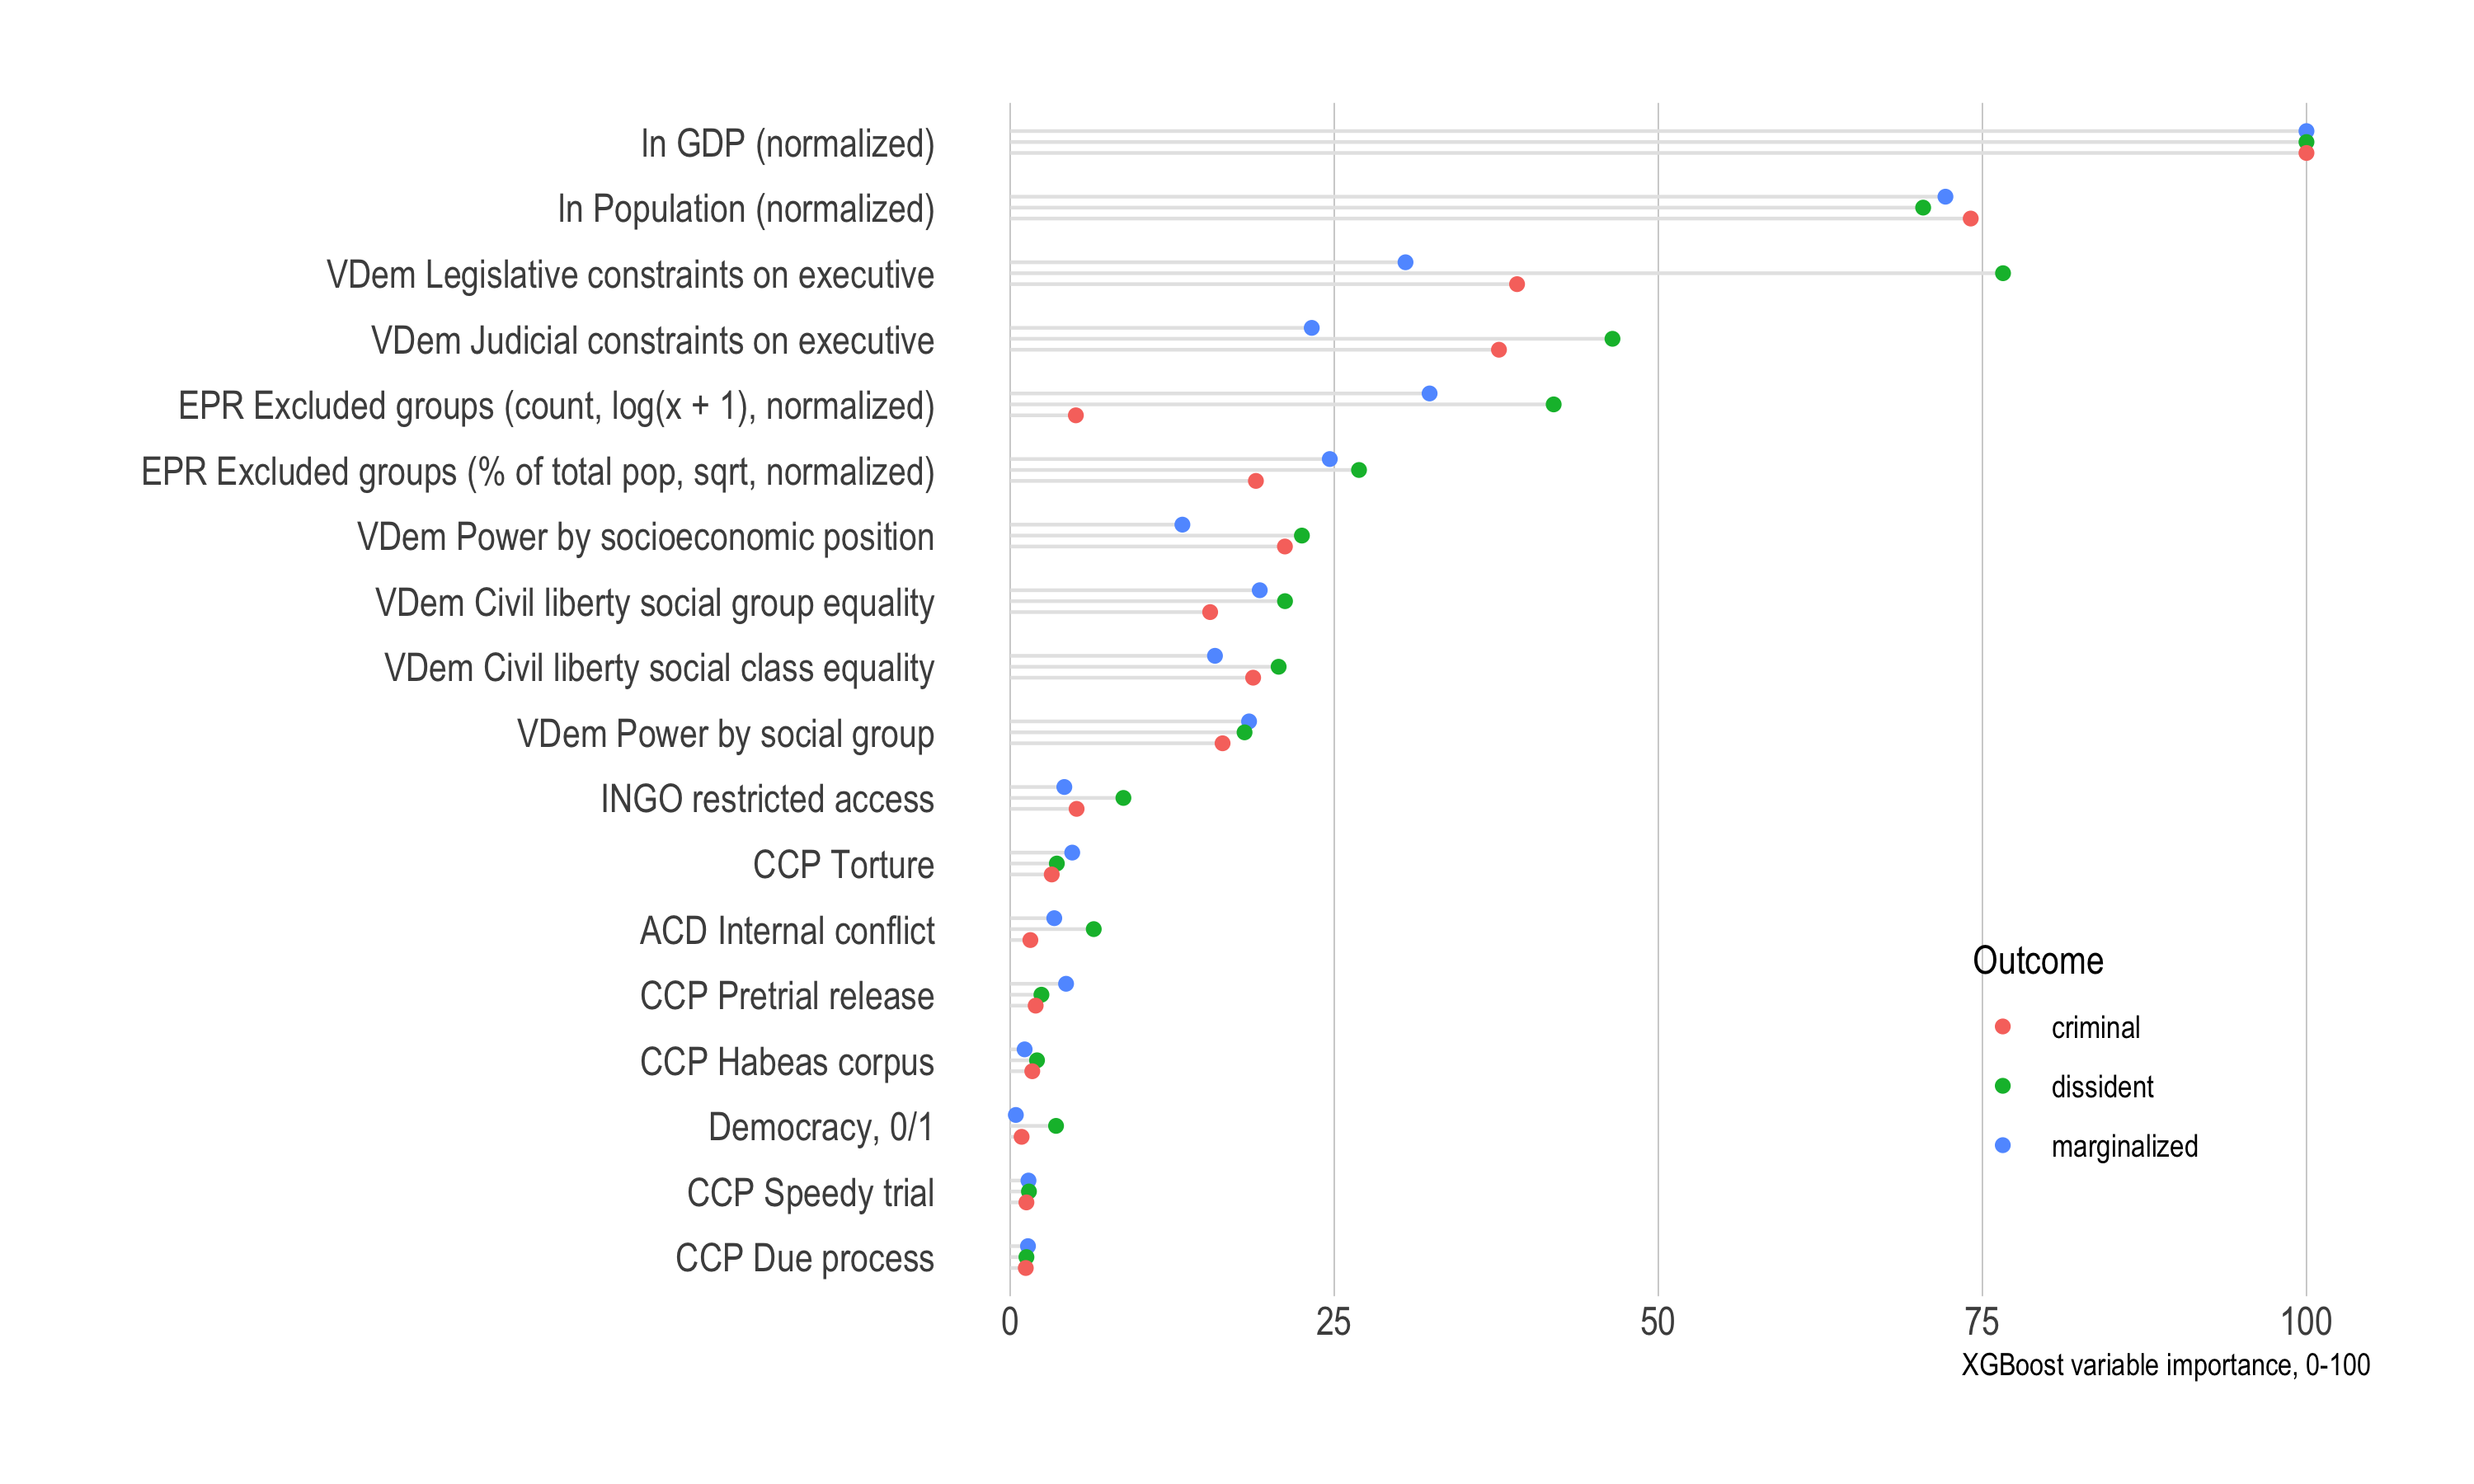 ln GDP (normalized)
ln Population (normalized)
VDem Legislative constraints on executive
VDem Judicial constraints on executive
EPR Excluded groups (count, log(x + 1), normalized)
EPR Excluded groups (% of total pop, sqrt, normalized)
VDem Power by socioeconomic position
VDem Civil liberty social group equality
VDem Civil liberty social class equality
VDem Power by social group
INGO restricted access
CCP Torture
ACD Internal conflict
CCP Pretrial release
CCP Habeas corpus
Democracy, 0/1
CCP Speedy trial
CCP Due process
Outcome
criminal
dissident
marginalized
0 25 50 75 100
XGBoost variable importance, 0-100